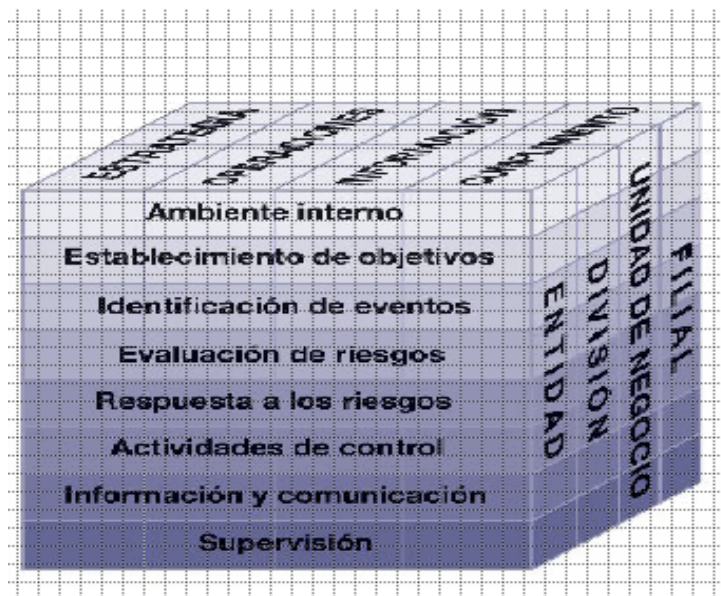 ESTRATEGIA
OPERACIONES
INFORMACIÓN
CUMPLIMIENTO
Ambiente interno
Establecimiento de objetivos
Identificación de eventos
Evaluación de riesgos
Respuesta a los riesgos
Actividades de control
Información y comunicación
Supervisión
ENTIDAD
DIVISIÓN
UNIDAD DE NEGOCIO
FILIAL